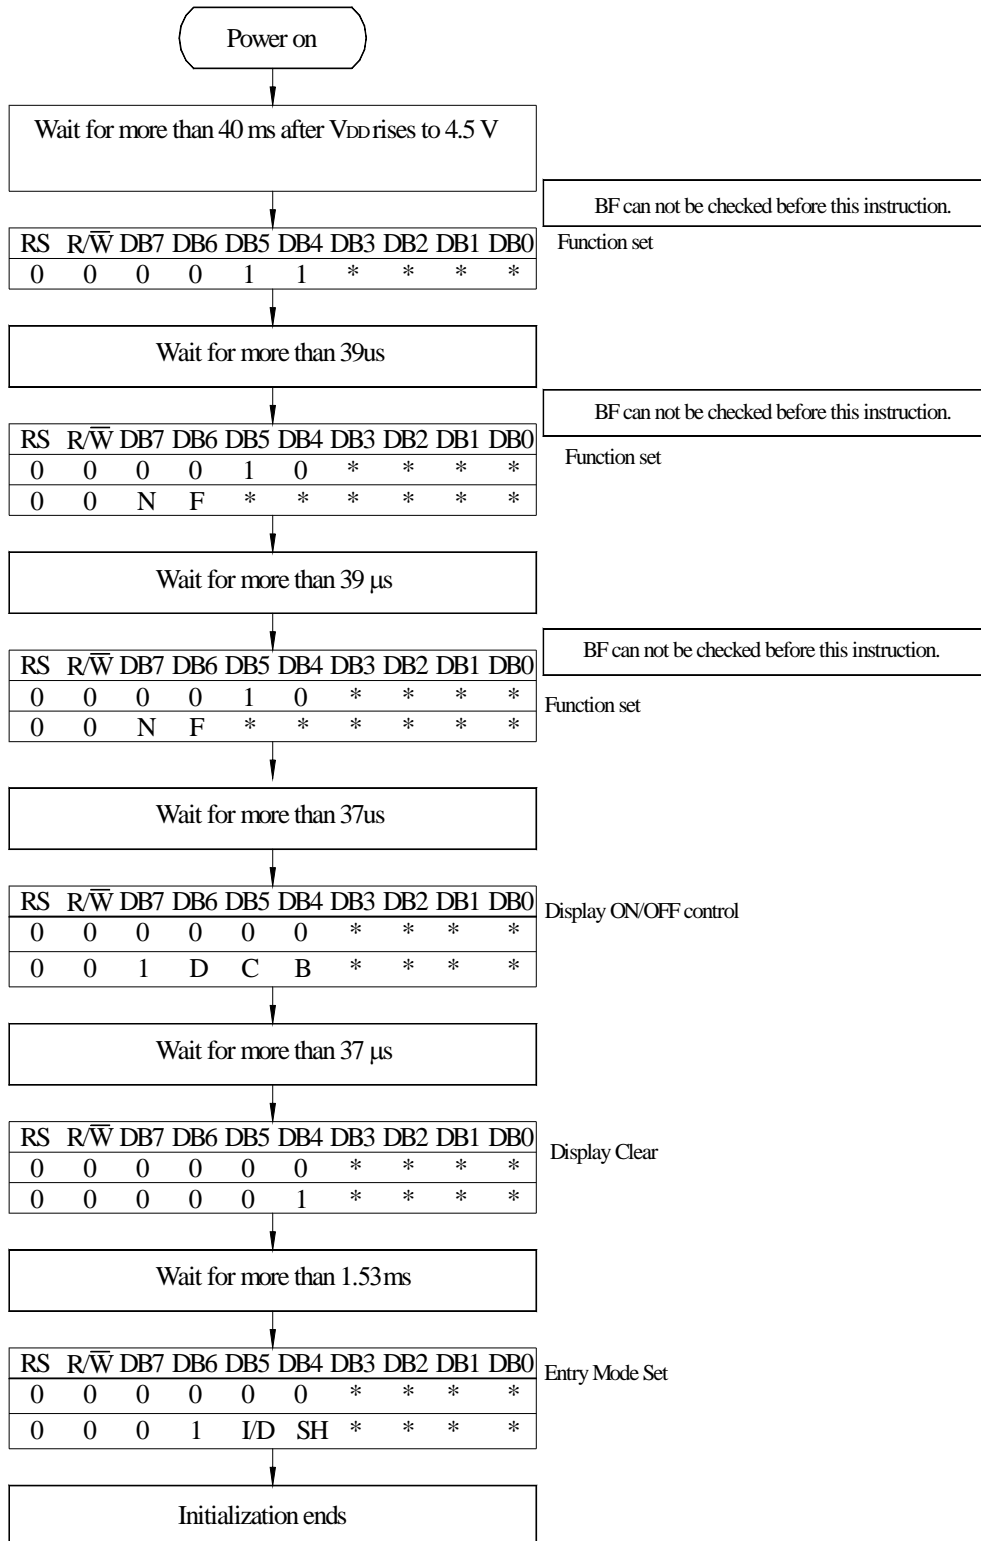 Power on
Wait for more than 40 ms after VDD rises to 4.5 V
BF can not be checked before this instruction.
RS R/W̅ DB7 DB6 DB5 DB4 DB3 DB2 DB1 DB0
Function set
0 0 0 0 1 1 * * * *
Wait for more than 39us
BF can not be checked before this instruction.
RS R/W̅ DB7 DB6 DB5 DB4 DB3 DB2 DB1 DB0
Function set
0 0 0 0 1 0 * * * *
0 0 N F * * * * * *
Wait for more than 39 μs
BF can not be checked before this instruction.
RS R/W̅ DB7 DB6 DB5 DB4 DB3 DB2 DB1 DB0
0 0 0 0 1 0 * * * *
Function set
0 0 N F * * * * * *
Wait for more than 37us
RS R/W̅ DB7 DB6 DB5 DB4 DB3 DB2 DB1 DB0
Display ON/OFF control
0 0 0 0 0 0 * * * *
0 0 1 D C B * * * *
Wait for more than 37 μs
RS R/W̅ DB7 DB6 DB5 DB4 DB3 DB2 DB1 DB0
Display Clear
0 0 0 0 0 0 * * * *
0 0 0 0 0 1 * * * *
Wait for more than 1.53ms
RS R/W̅ DB7 DB6 DB5 DB4 DB3 DB2 DB1 DB0
Entry Mode Set
0 0 0 0 0 0 * * * *
0 0 0 1 I/D SH * * * *
Initialization ends